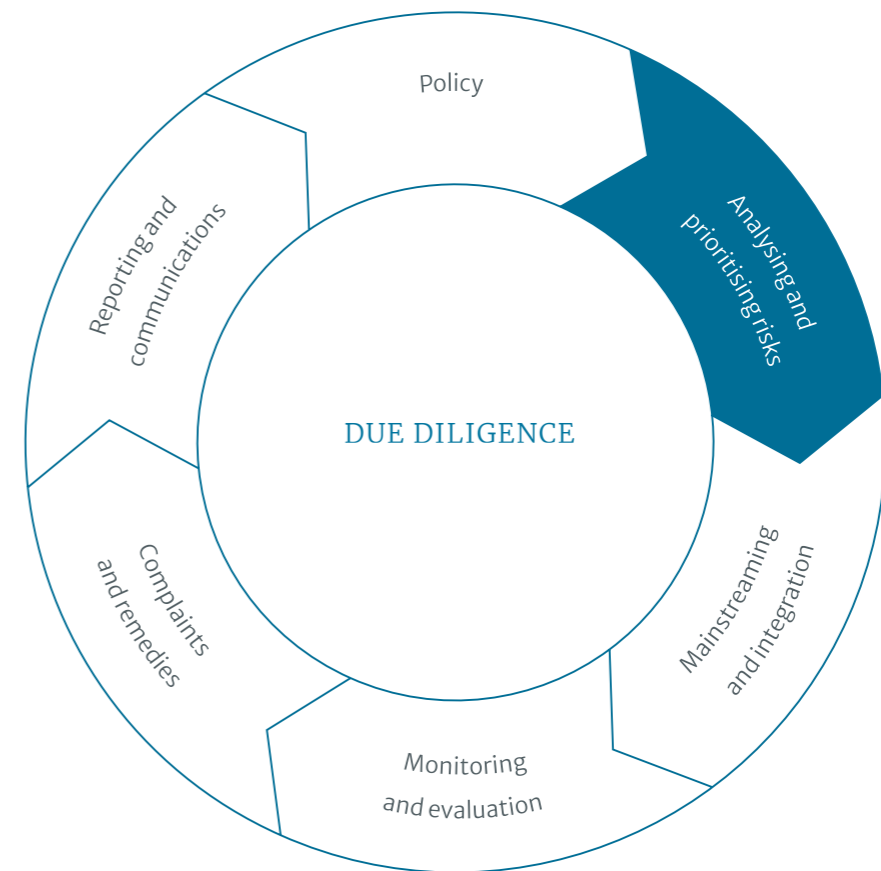 Policy
Analysing and
prioritising risks
Mainstreaming
and integration
Monitoring
and evaluation
Complaints
and remedies
Reporting and
communications
DUE DILIGENCE